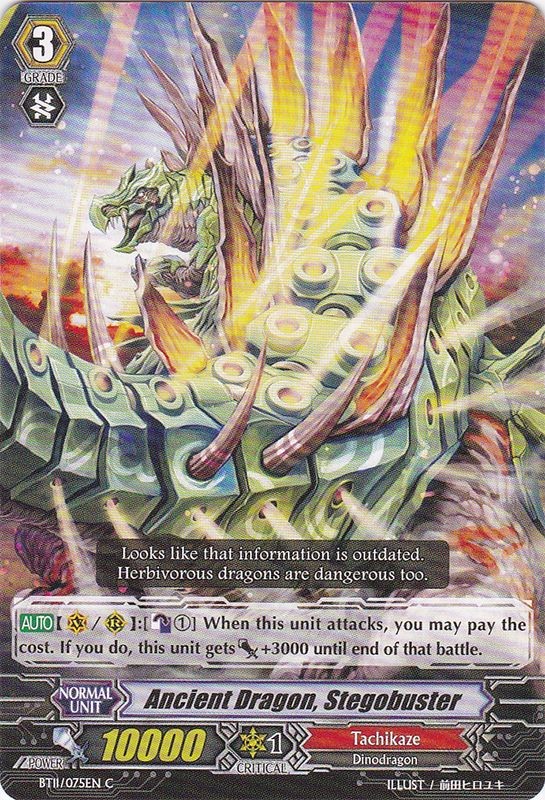 3
GRADE
Looks like that information is outdated.
Herbivorous dragons are dangerous too.
AUTO [ V / R ]:[ ①] When this unit attacks, you may pay the
cost. If you do, this unit gets +3000 until end of that battle.
NORMAL
UNIT
Ancient Dragon, Stegobuster
POWER
10000
1
CRITICAL
Tachikaze
Dinodragon
BT11/075EN C
ILLUST / 前田ヒロユキ